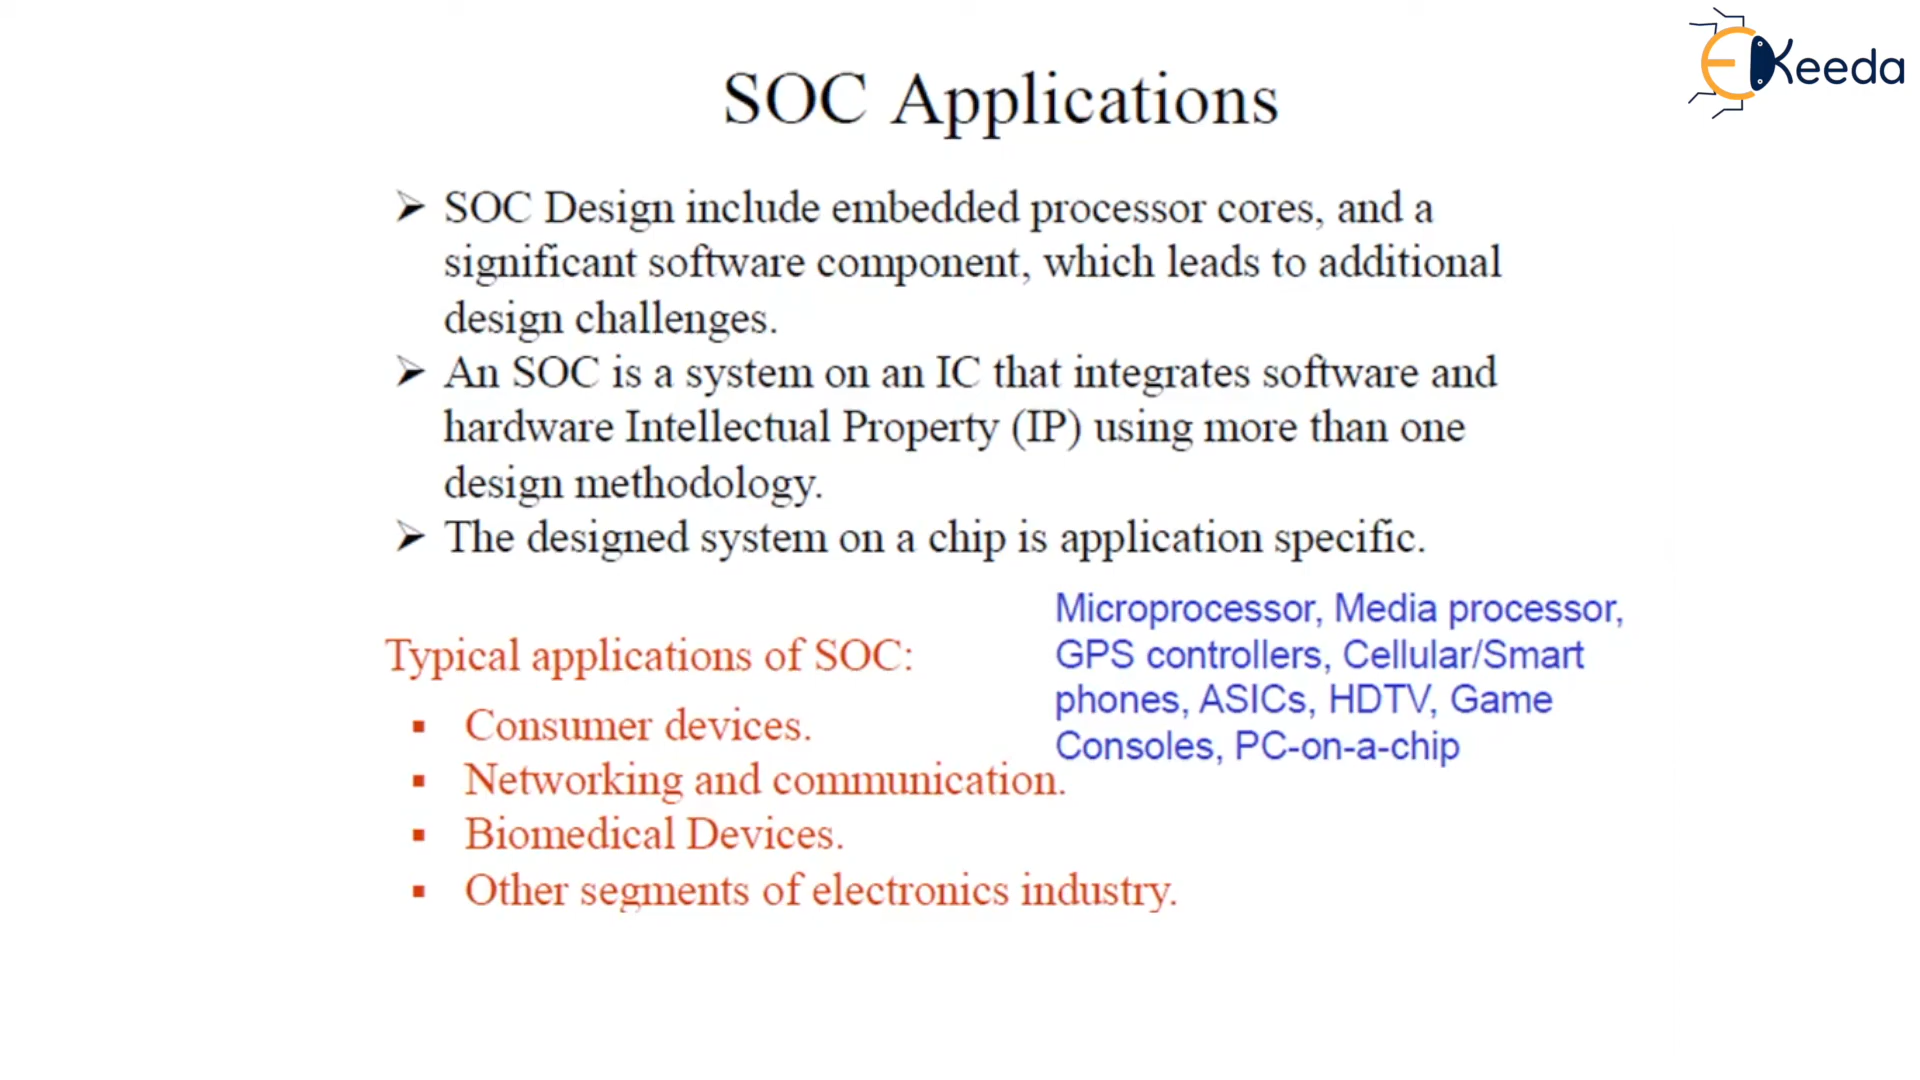 EKeeda
SOC Applications
➢ SOC Design include embedded processor cores, and a
significant software component, which leads to additional
design challenges.
➢ An SOC is a system on an IC that integrates software and
hardware Intellectual Property (IP) using more than one
design methodology.
➢ The designed system on a chip is application specific.
Typical applications of SOC:
▪ Consumer devices.
▪ Networking and communication.
▪ Biomedical Devices.
▪ Other segments of electronics industry.
Microprocessor, Media processor,
GPS controllers, Cellular/Smart
phones, ASICs, HDTV, Game
Consoles, PC-on-a-chip